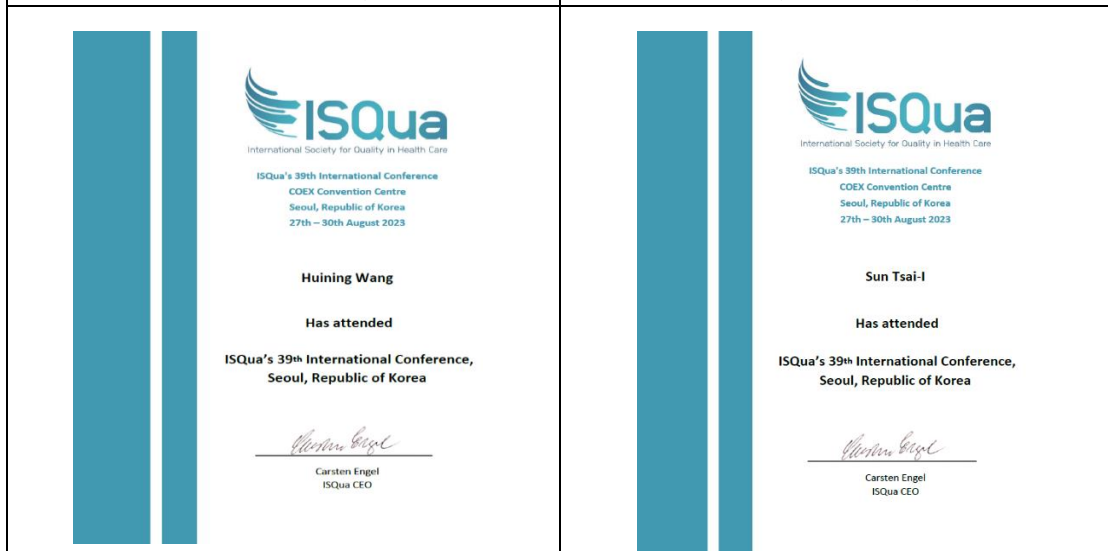 ISQua
International Society for Quality in Health Care
ISQua's 39th International Conference
COEX Convention Centre
Seoul, Republic of Korea
27th – 30th August 2023
Huining Wang
Has attended
ISQua's 39th International Conference,
Seoul, Republic of Korea
Carsten Engel
Carsten Engel
ISQua CEO
ISQua
International Society for Quality in Health Care
ISQua's 39th International Conference
COEX Convention Centre
Seoul, Republic of Korea
27th – 30th August 2023
Sun Tsai-I
Has attended
ISQua's 39th International Conference,
Seoul, Republic of Korea
Carsten Engel
Carsten Engel
ISQua CEO